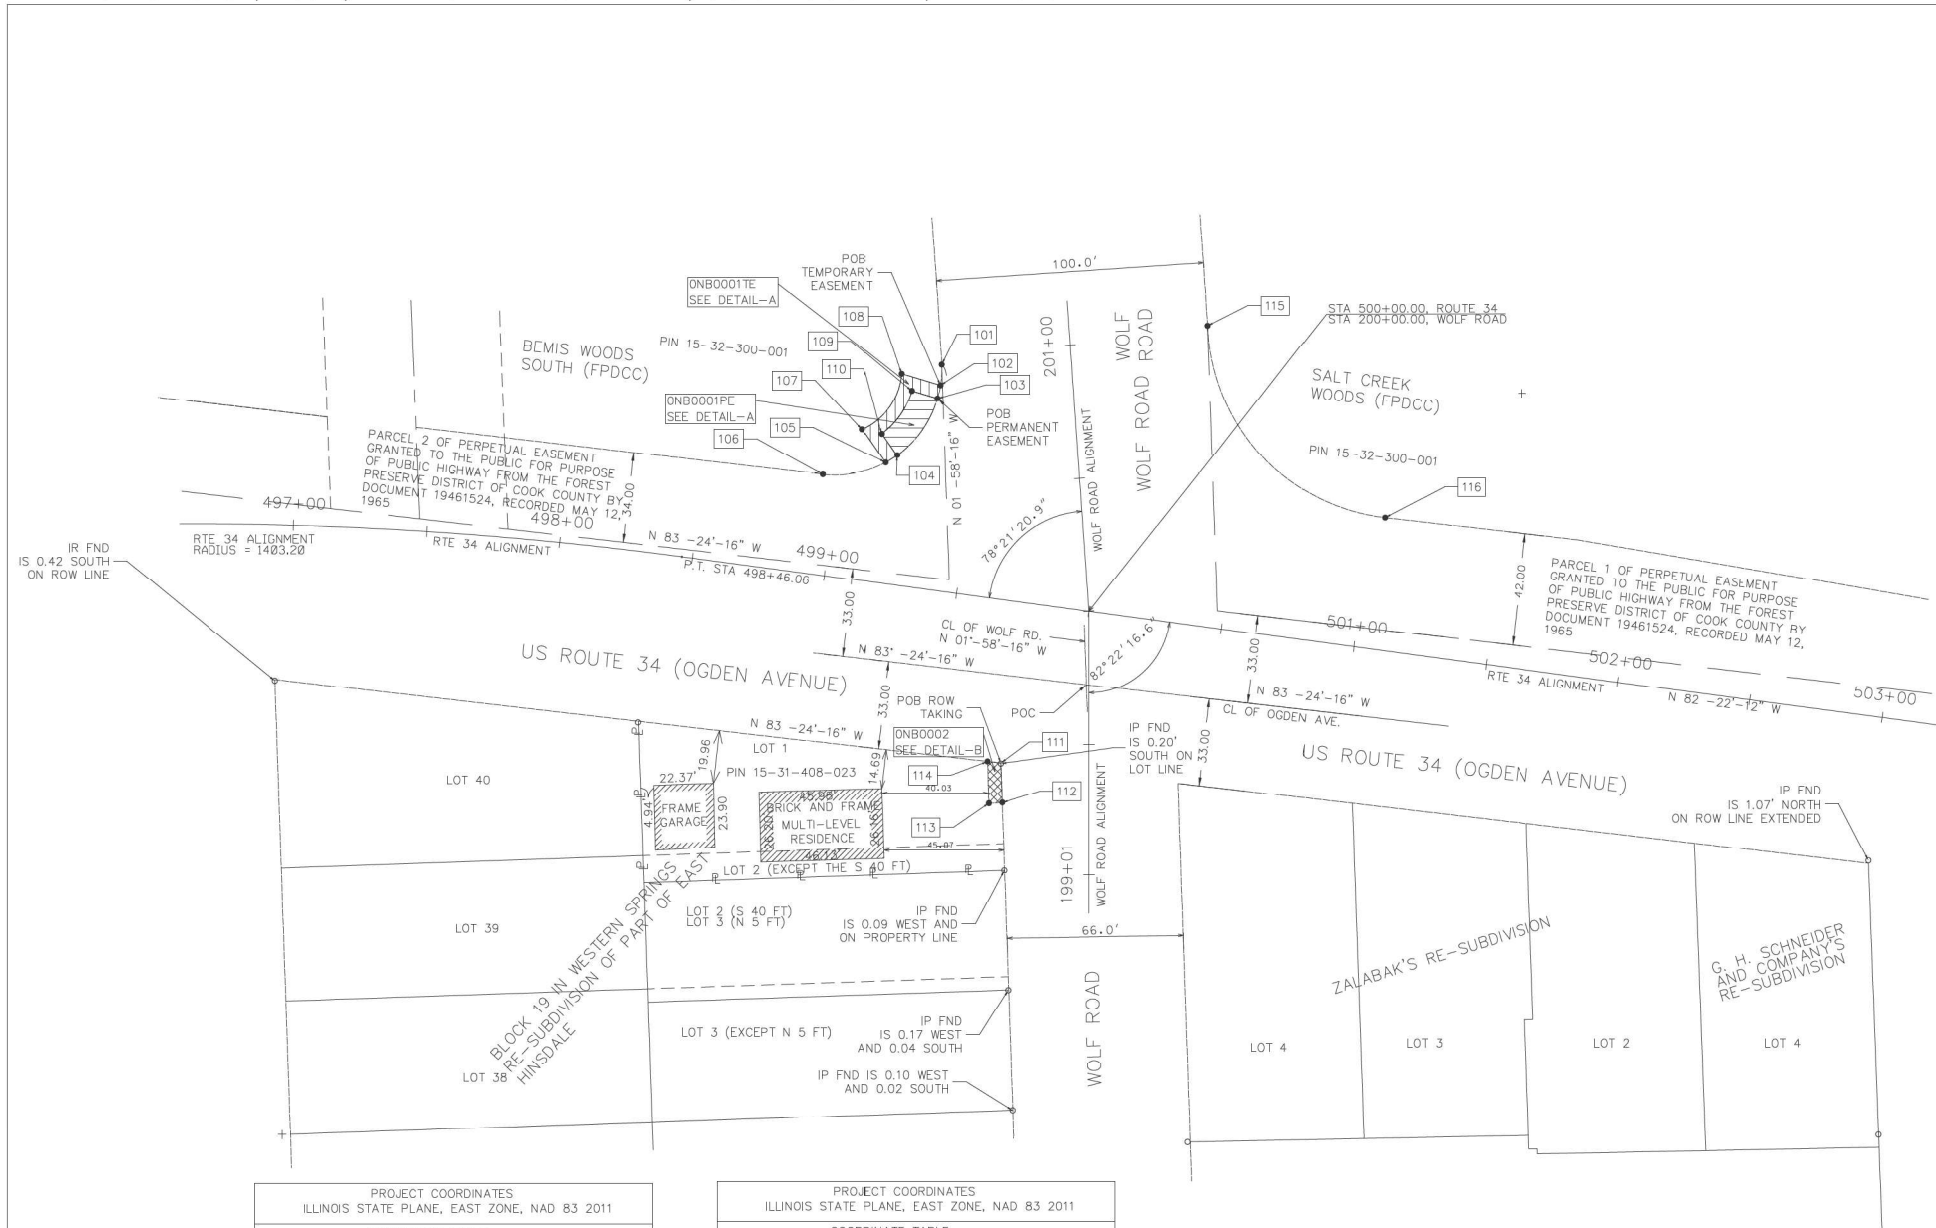 POB
TEMPORARY
EASEMENT
100.0'
0NB0001TE
SEE DETAIL-A
108
109
110
107
101
102
103
115
STA 500+00.00, ROUTE 34
STA 200+00.00, WOLF ROAD
BEMIS WOODS
SOUTH (FPDCC)
PIN 15-32-300-001
201+00
WOLF
WOLF ROAD ROAD
WOLF ROAD
SALT CREEK
WOODS (FPDCC)
0NB0001PE
SEE DETAIL-A
105
106
104
POB
PERMANENT
EASEMENT
N 01 -58'-16" W
WOLF ROAD ALIGNMENT
PIN 15-32-300-001
116
PARCEL 2 OF PERPETUAL EASEMENT
GRANTED TO THE PUBLIC FOR PURPOSE
OF PUBLIC HIGHWAY FROM THE FOREST
PRESERVE DISTRICT OF COOK COUNTY BY
DOCUMENT 19461524, RECORDED MAY 12,
1965
34.00
497+00
498+00
499+00
RTE 34 ALIGNMENT
RADIUS = 1403.20
RTE 34 ALIGNMENT
N 83 -24'-16" W
P.T. STA 498+46.00
78°21'20.9"
IR FND
IS 0.42 SOUTH
ON ROW LINE
PARCEL 1 OF PERPETUAL EASEMENT
GRANTED TO THE PUBLIC FOR PURPOSE
OF PUBLIC HIGHWAY FROM THE FOREST
PRESERVE DISTRICT OF COOK COUNTY BY
DOCUMENT 19461524, RECORDED MAY 12,
1965
42.00
33.00
CL OF WOLF RD.
N 01°-58'-16" W
N 83° -24'-16" W
82°22'16.6"
501+00
502+00
503+00
33.00
RTE 34 ALIGNMENT
N 82 -22'-12" W
US ROUTE 34 (OGDEN AVENUE)
33.00
POB ROW
TAKING
POC
N 83 -24'-16" W
CL OF OGDEN AVE.
N 83 -24'-16" W
0NB0002
SEE DETAIL-B
111
IP FND
IS 0.20'
SOUTH ON
LOT LINE
33.00
US ROUTE 34 (OGDEN AVENUE)
LOT 1
19.96
PIN 15-31-408-023
14.69
114
40.03
112
113
LOT 40
22.37'
FRAME
GARAGE
4.94'
23.90
45.98'
BRICK AND FRAME
MULTI-LEVEL
RESIDENCE
26.16'
46.12'
45.07
LOT 2 (EXCEPT THE S 40 FT)
WOLF ROAD ALIGNMENT
199+01
IP FND
IS 1.07' NORTH
ON ROW LINE EXTENDED
LOT 2 (S 40 FT)
LOT 3 (N 5 FT)
LOT 39
IP FND
IS 0.09 WEST AND
ON PROPERTY LINE
66.0'
BLOCK 19 IN WESTERN SPRINGS
RE-SUBDIVISION OF PART OF EAST
HINSDALE
ZALABAK'S RE-SUBDIVISION
G. H. SCHNEIDER
AND COMPANY'S
RE-SUBDIVISION
LOT 3 (EXCEPT N 5 FT)
IP FND
IS 0.17 WEST
AND 0.04 SOUTH
WOLF ROAD
LOT 38
IP FND IS 0.10 WEST
AND 0.02 SOUTH
LOT 4
LOT 3
LOT 2
LOT 4
PROJECT COORDINATES
ILLINOIS STATE PLANE, EAST ZONE, NAD 83 2011
PROJECT COORDINATES
ILLINOIS STATE PLANE, EAST ZONE, NAD 83 2011